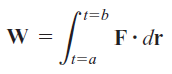 W = ∫_{t=a}^{t=b} F · dr